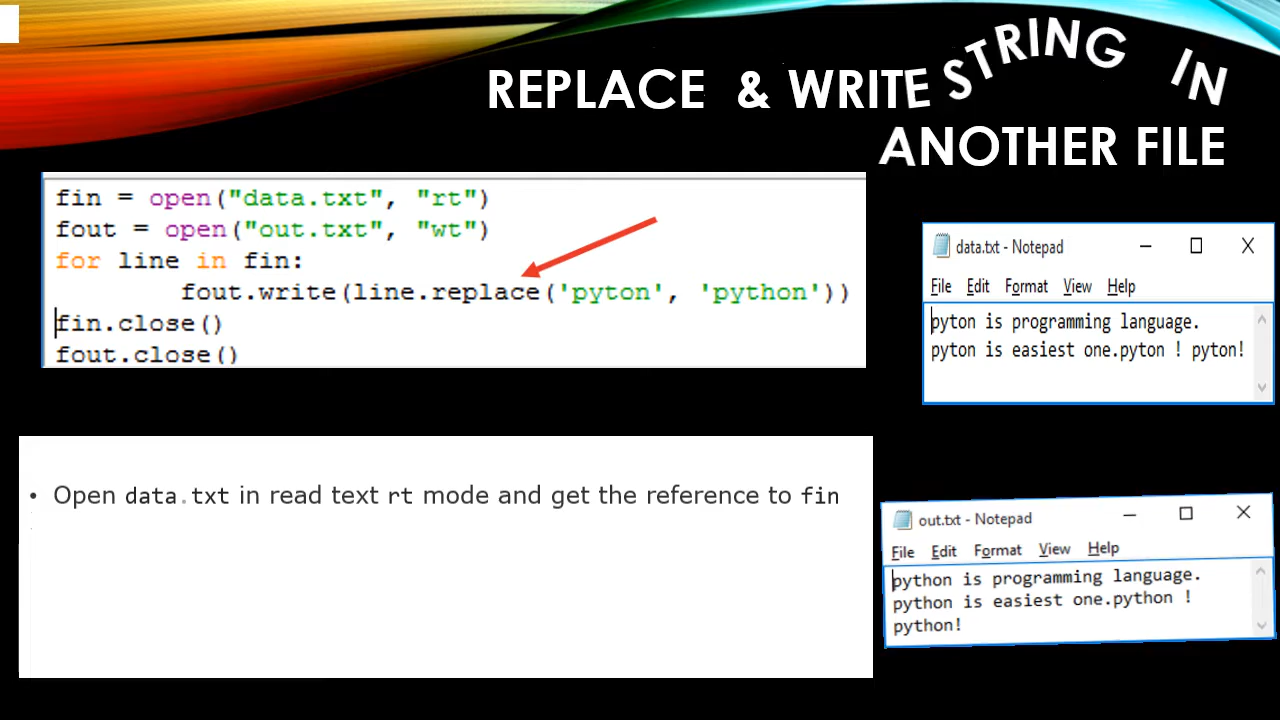 REPLACE & WRITE STRING IN
ANOTHER FILE
fin = open("data.txt", "rt")
fout = open("out.txt", "wt")
for line in fin:
fout.write(line.replace('pyton', 'python'))
fin.close()
fout.close()
data.txt - Notepad
File Edit Format View Help
pyton is programming language.
pyton is easiest one.pyton ! pyton!
• Open data.txt in read text rt mode and get the reference to fin
out.txt - Notepad
File Edit Format View Help
python is programming language.
python is easiest one.python !
python!